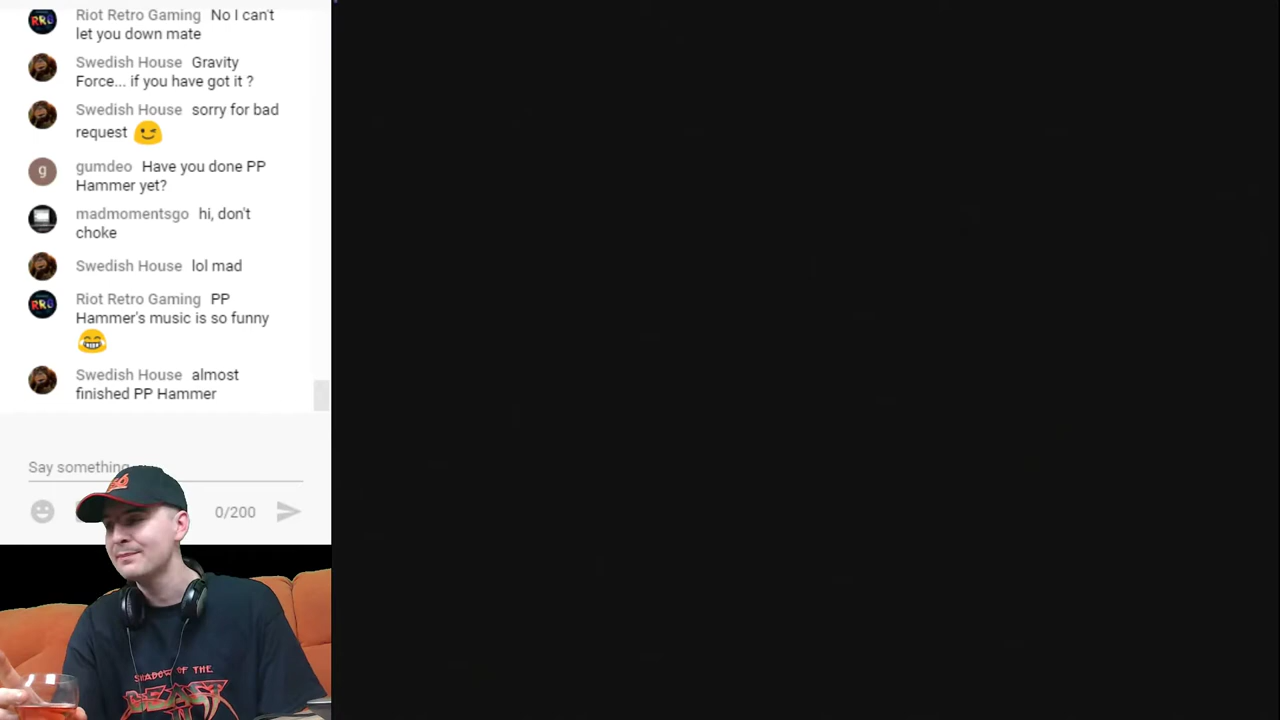 Riot Retro Gaming No I can't
let you down mate
Swedish House Gravity
Force... if you have got it ?
Swedish House sorry for bad
request
g
gumdeo Have you done PP
Hammer yet?
madmomentsgo hi, don't
choke
Swedish House lol mad
RRG
Riot Retro Gaming PP
Hammer's music is so funny
Swedish House almost
finished PP Hammer
Say something
0/200
SHADOW OF THE
BEAST